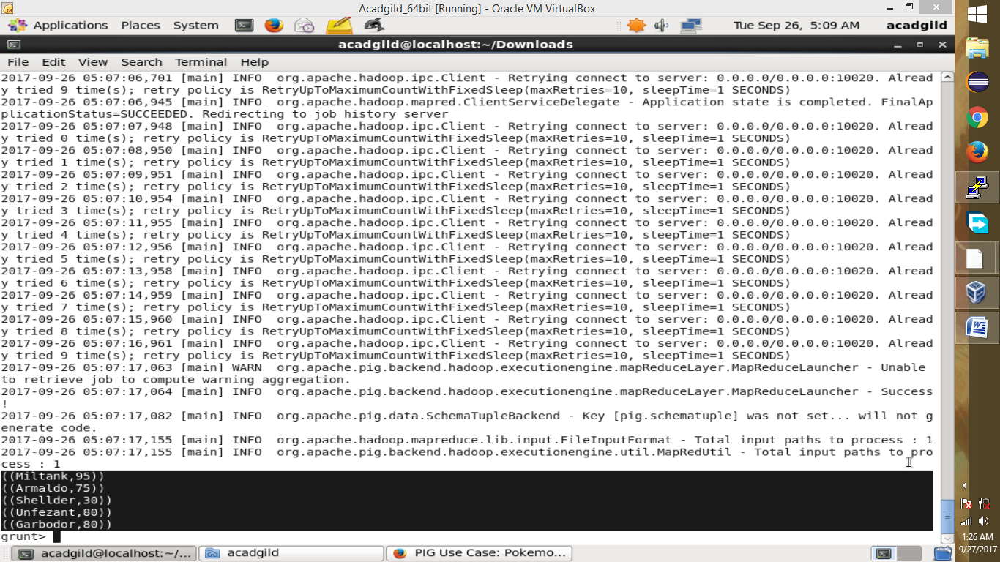 Acadgild_64bit [Running] - Oracle VM VirtualBox
Applications Places System Tue Sep 26, 5:09 AM acadgild
acadgild@localhost:~/Downloads
File Edit View Search Terminal Help
2017-09-26 05:07:06,701 [main] INFO  org.apache.hadoop.ipc.Client - Retrying connect to server: 0.0.0.0/0.0.0.0:10020. Alread
y tried 9 time(s); retry policy is RetryUpToMaximumCountWithFixedSleep(maxRetries=10, sleepTime=1 SECONDS)
2017-09-26 05:07:06,945 [main] INFO  org.apache.hadoop.mapred.ClientServiceDelegate - Application state is completed. FinalAp
plicationStatus=SUCCEEDED. Redirecting to job history server
2017-09-26 05:07:07,948 [main] INFO  org.apache.hadoop.ipc.Client - Retrying connect to server: 0.0.0.0/0.0.0.0:10020. Alread
y tried 0 time(s); retry policy is RetryUpToMaximumCountWithFixedSleep(maxRetries=10, sleepTime=1 SECONDS)
2017-09-26 05:07:08,950 [main] INFO  org.apache.hadoop.ipc.Client - Retrying connect to server: 0.0.0.0/0.0.0.0:10020. Alread
y tried 1 time(s); retry policy is RetryUpToMaximumCountWithFixedSleep(maxRetries=10, sleepTime=1 SECONDS)
2017-09-26 05:07:09,951 [main] INFO  org.apache.hadoop.ipc.Client - Retrying connect to server: 0.0.0.0/0.0.0.0:10020. Alread
y tried 2 time(s); retry policy is RetryUpToMaximumCountWithFixedSleep(maxRetries=10, sleepTime=1 SECONDS)
2017-09-26 05:07:10,954 [main] INFO  org.apache.hadoop.ipc.Client - Retrying connect to server: 0.0.0.0/0.0.0.0:10020. Alread
y tried 3 time(s); retry policy is RetryUpToMaximumCountWithFixedSleep(maxRetries=10, sleepTime=1 SECONDS)
2017-09-26 05:07:11,955 [main] INFO  org.apache.hadoop.ipc.Client - Retrying connect to server: 0.0.0.0/0.0.0.0:10020. Alread
y tried 4 time(s); retry policy is RetryUpToMaximumCountWithFixedSleep(maxRetries=10, sleepTime=1 SECONDS)
2017-09-26 05:07:12,956 [main] INFO  org.apache.hadoop.ipc.Client - Retrying connect to server: 0.0.0.0/0.0.0.0:10020. Alread
y tried 5 time(s); retry policy is RetryUpToMaximumCountWithFixedSleep(maxRetries=10, sleepTime=1 SECONDS)
2017-09-26 05:07:13,958 [main] INFO  org.apache.hadoop.ipc.Client - Retrying connect to server: 0.0.0.0/0.0.0.0:10020. Alread
y tried 6 time(s); retry policy is RetryUpToMaximumCountWithFixedSleep(maxRetries=10, sleepTime=1 SECONDS)
2017-09-26 05:07:14,959 [main] INFO  org.apache.hadoop.ipc.Client - Retrying connect to server: 0.0.0.0/0.0.0.0:10020. Alread
y tried 7 time(s); retry policy is RetryUpToMaximumCountWithFixedSleep(maxRetries=10, sleepTime=1 SECONDS)
2017-09-26 05:07:15,960 [main] INFO  org.apache.hadoop.ipc.Client - Retrying connect to server: 0.0.0.0/0.0.0.0:10020. Alread
y tried 8 time(s); retry policy is RetryUpToMaximumCountWithFixedSleep(maxRetries=10, sleepTime=1 SECONDS)
2017-09-26 05:07:16,961 [main] INFO  org.apache.hadoop.ipc.Client - Retrying connect to server: 0.0.0.0/0.0.0.0:10020. Alread
y tried 9 time(s); retry policy is RetryUpToMaximumCountWithFixedSleep(maxRetries=10, sleepTime=1 SECONDS)
2017-09-26 05:07:17,063 [main] WARN  org.apache.pig.backend.hadoop.executionengine.mapReduceLayer.MapReduceLauncher - Unable
to retrieve job to compute warning aggregation.
2017-09-26 05:07:17,064 [main] INFO  org.apache.pig.backend.hadoop.executionengine.mapReduceLayer.MapReduceLauncher - Success
!
2017-09-26 05:07:17,082 [main] INFO  org.apache.pig.data.SchemaTupleBackend - Key [pig.schematuple] was not set... will not g
enerate code.
2017-09-26 05:07:17,155 [main] INFO  org.apache.hadoop.mapreduce.lib.input.FileInputFormat - Total input paths to process : 1
2017-09-26 05:07:17,155 [main] INFO  org.apache.pig.backend.hadoop.executionengine.util.MapRedUtil - Total input paths to pro
cess : 1
((Miltank,95))
((Armaldo,75))
((Shellder,30))
((Unfezant,80))
((Garbodor,80))
grunt>
acadgild@localhost:~/... acadgild PIG Use Case: Pokemo...
1:26 AM
9/27/2017